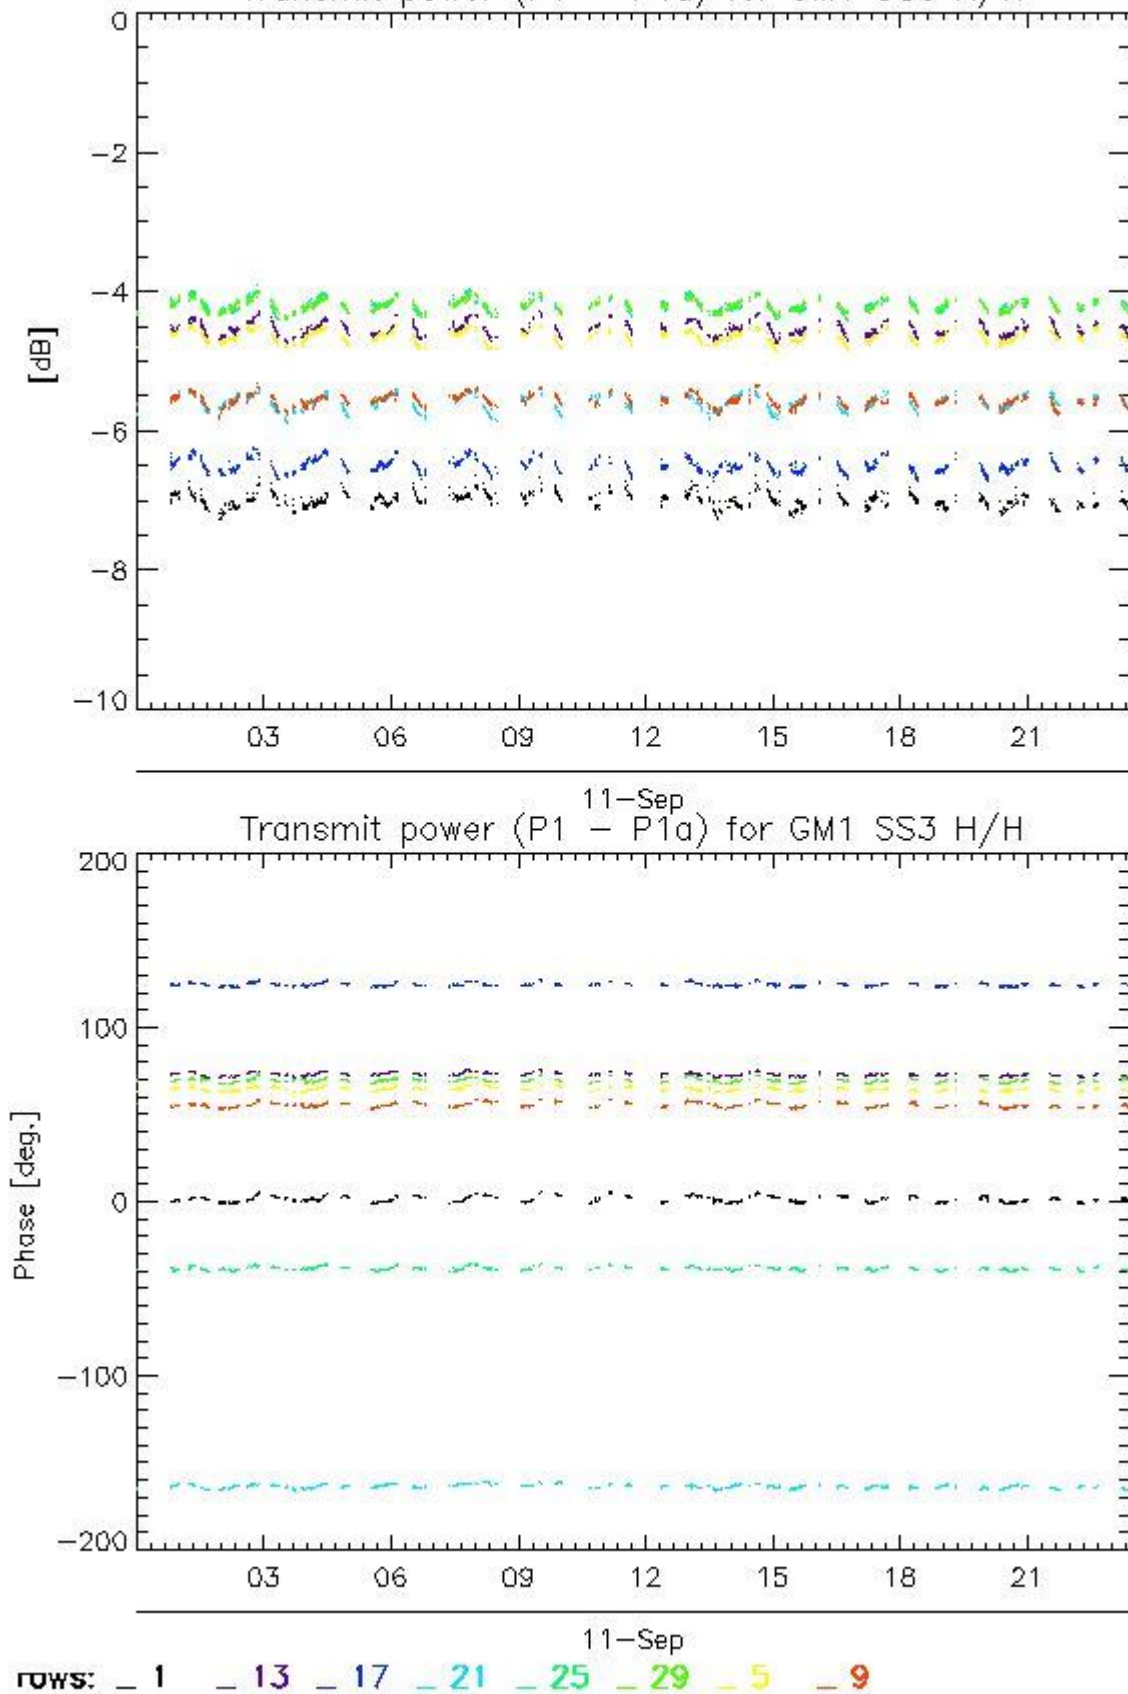 0
-2
-4
[dB]
-6
-8
-10
03 06 09 12 15 18 21
11-Sep
Transmit power (P1 - P1a) for GM1 SS3 H/H
200
100
Phase [deg.]
0
-100
-200
03 06 09 12 15 18 21
11-Sep
rows: _ 1 _ 13 _ 17 _ 21 _ 25 _ 29 _ 5 _ 9